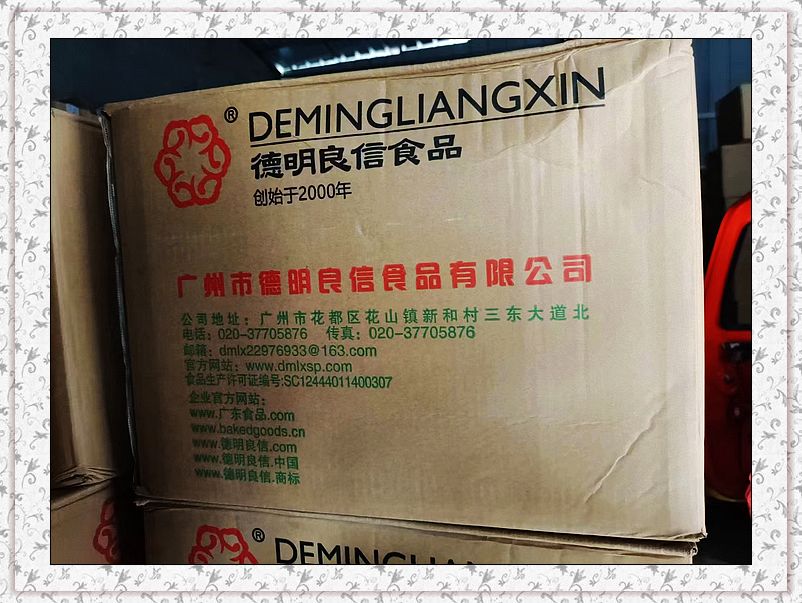 ®
DEMINGLIANGXIN
德明良信食品
创始于2000年
广州市德明良信食品有限公司
公司地址：广州市花都区花山镇新和村三东大道北
电话：020-37705876 传真：020-37705876
邮箱：dmlx22976933@163.com
官方网站：www.dmlxsp.com
食品生产许可证编号:SC12444011400307
企业官方网站：
www.广东食品.com
www.bakedgoods.cn
www.德明良信.com
www.德明良信.中国
www.德明良信.商标
®
DEMINGLIAN